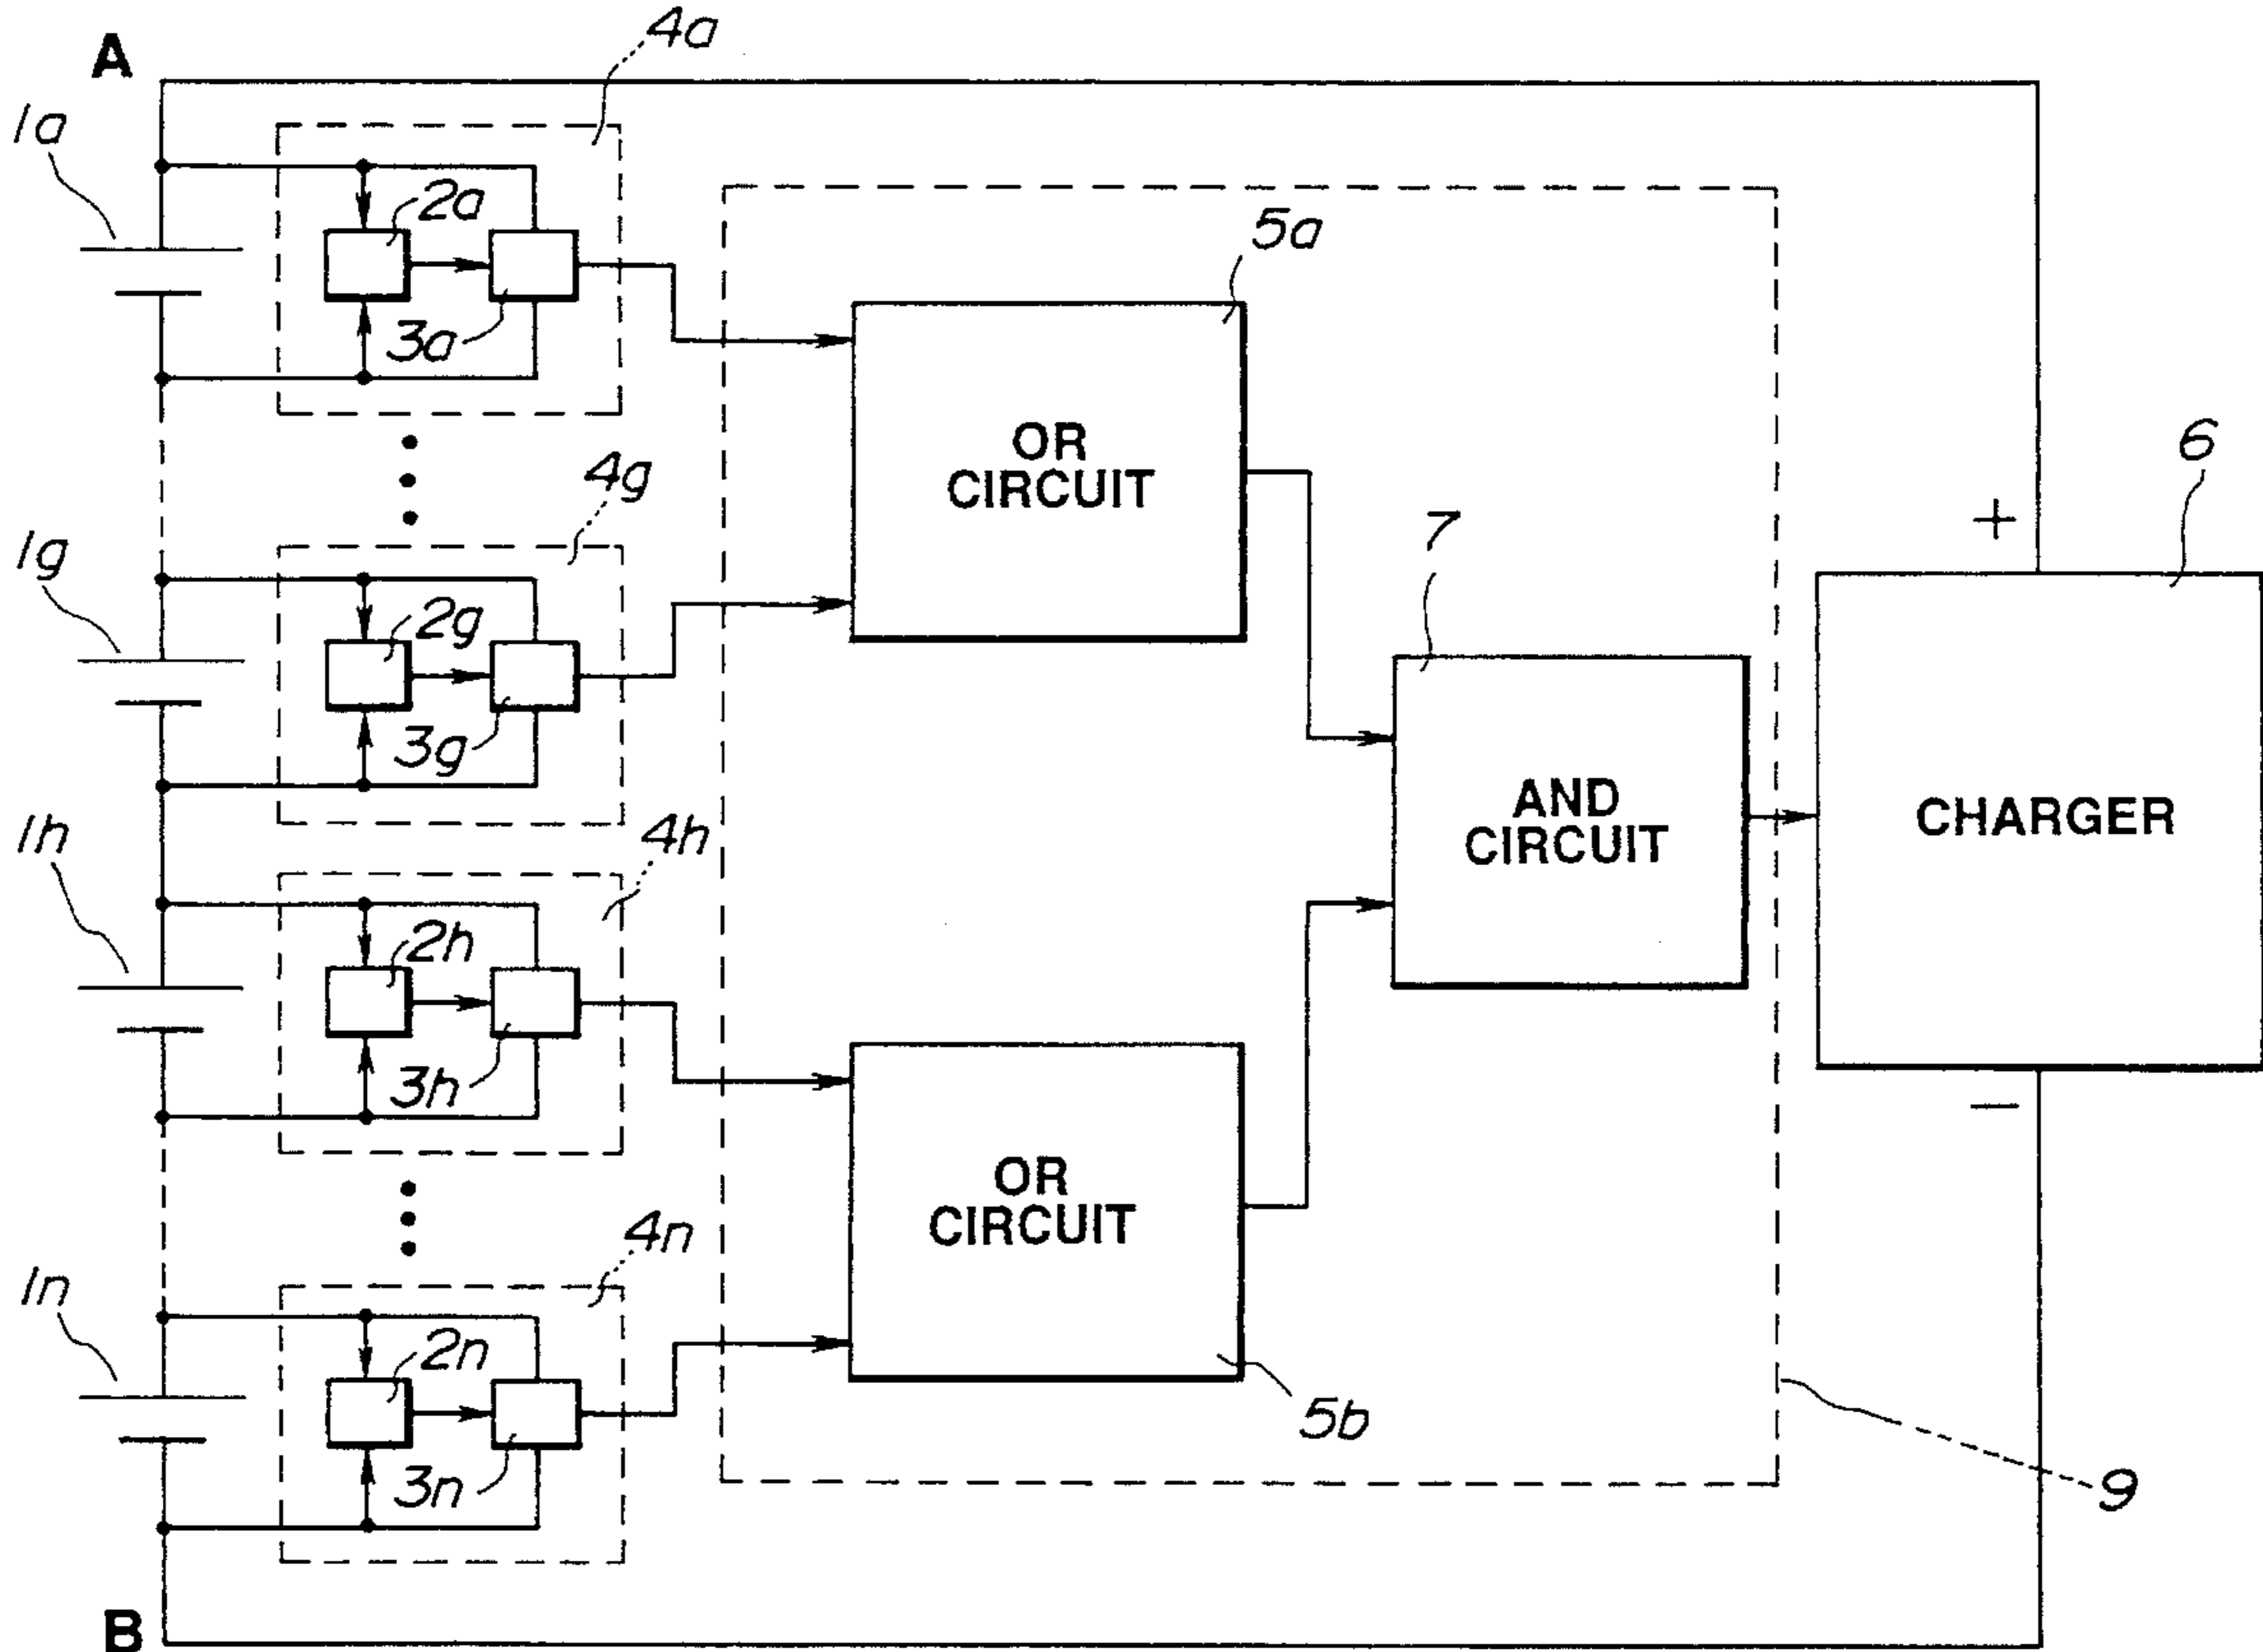 A
4a
1a
2a
5a
3a
OR
CIRCUIT
6
4g
+
1g
7
2g
3g
AND
CIRCUIT
CHARGER
1h
4h
2h
3h
−
OR
CIRCUIT
4n
1n
2n
5b
3n
9
B